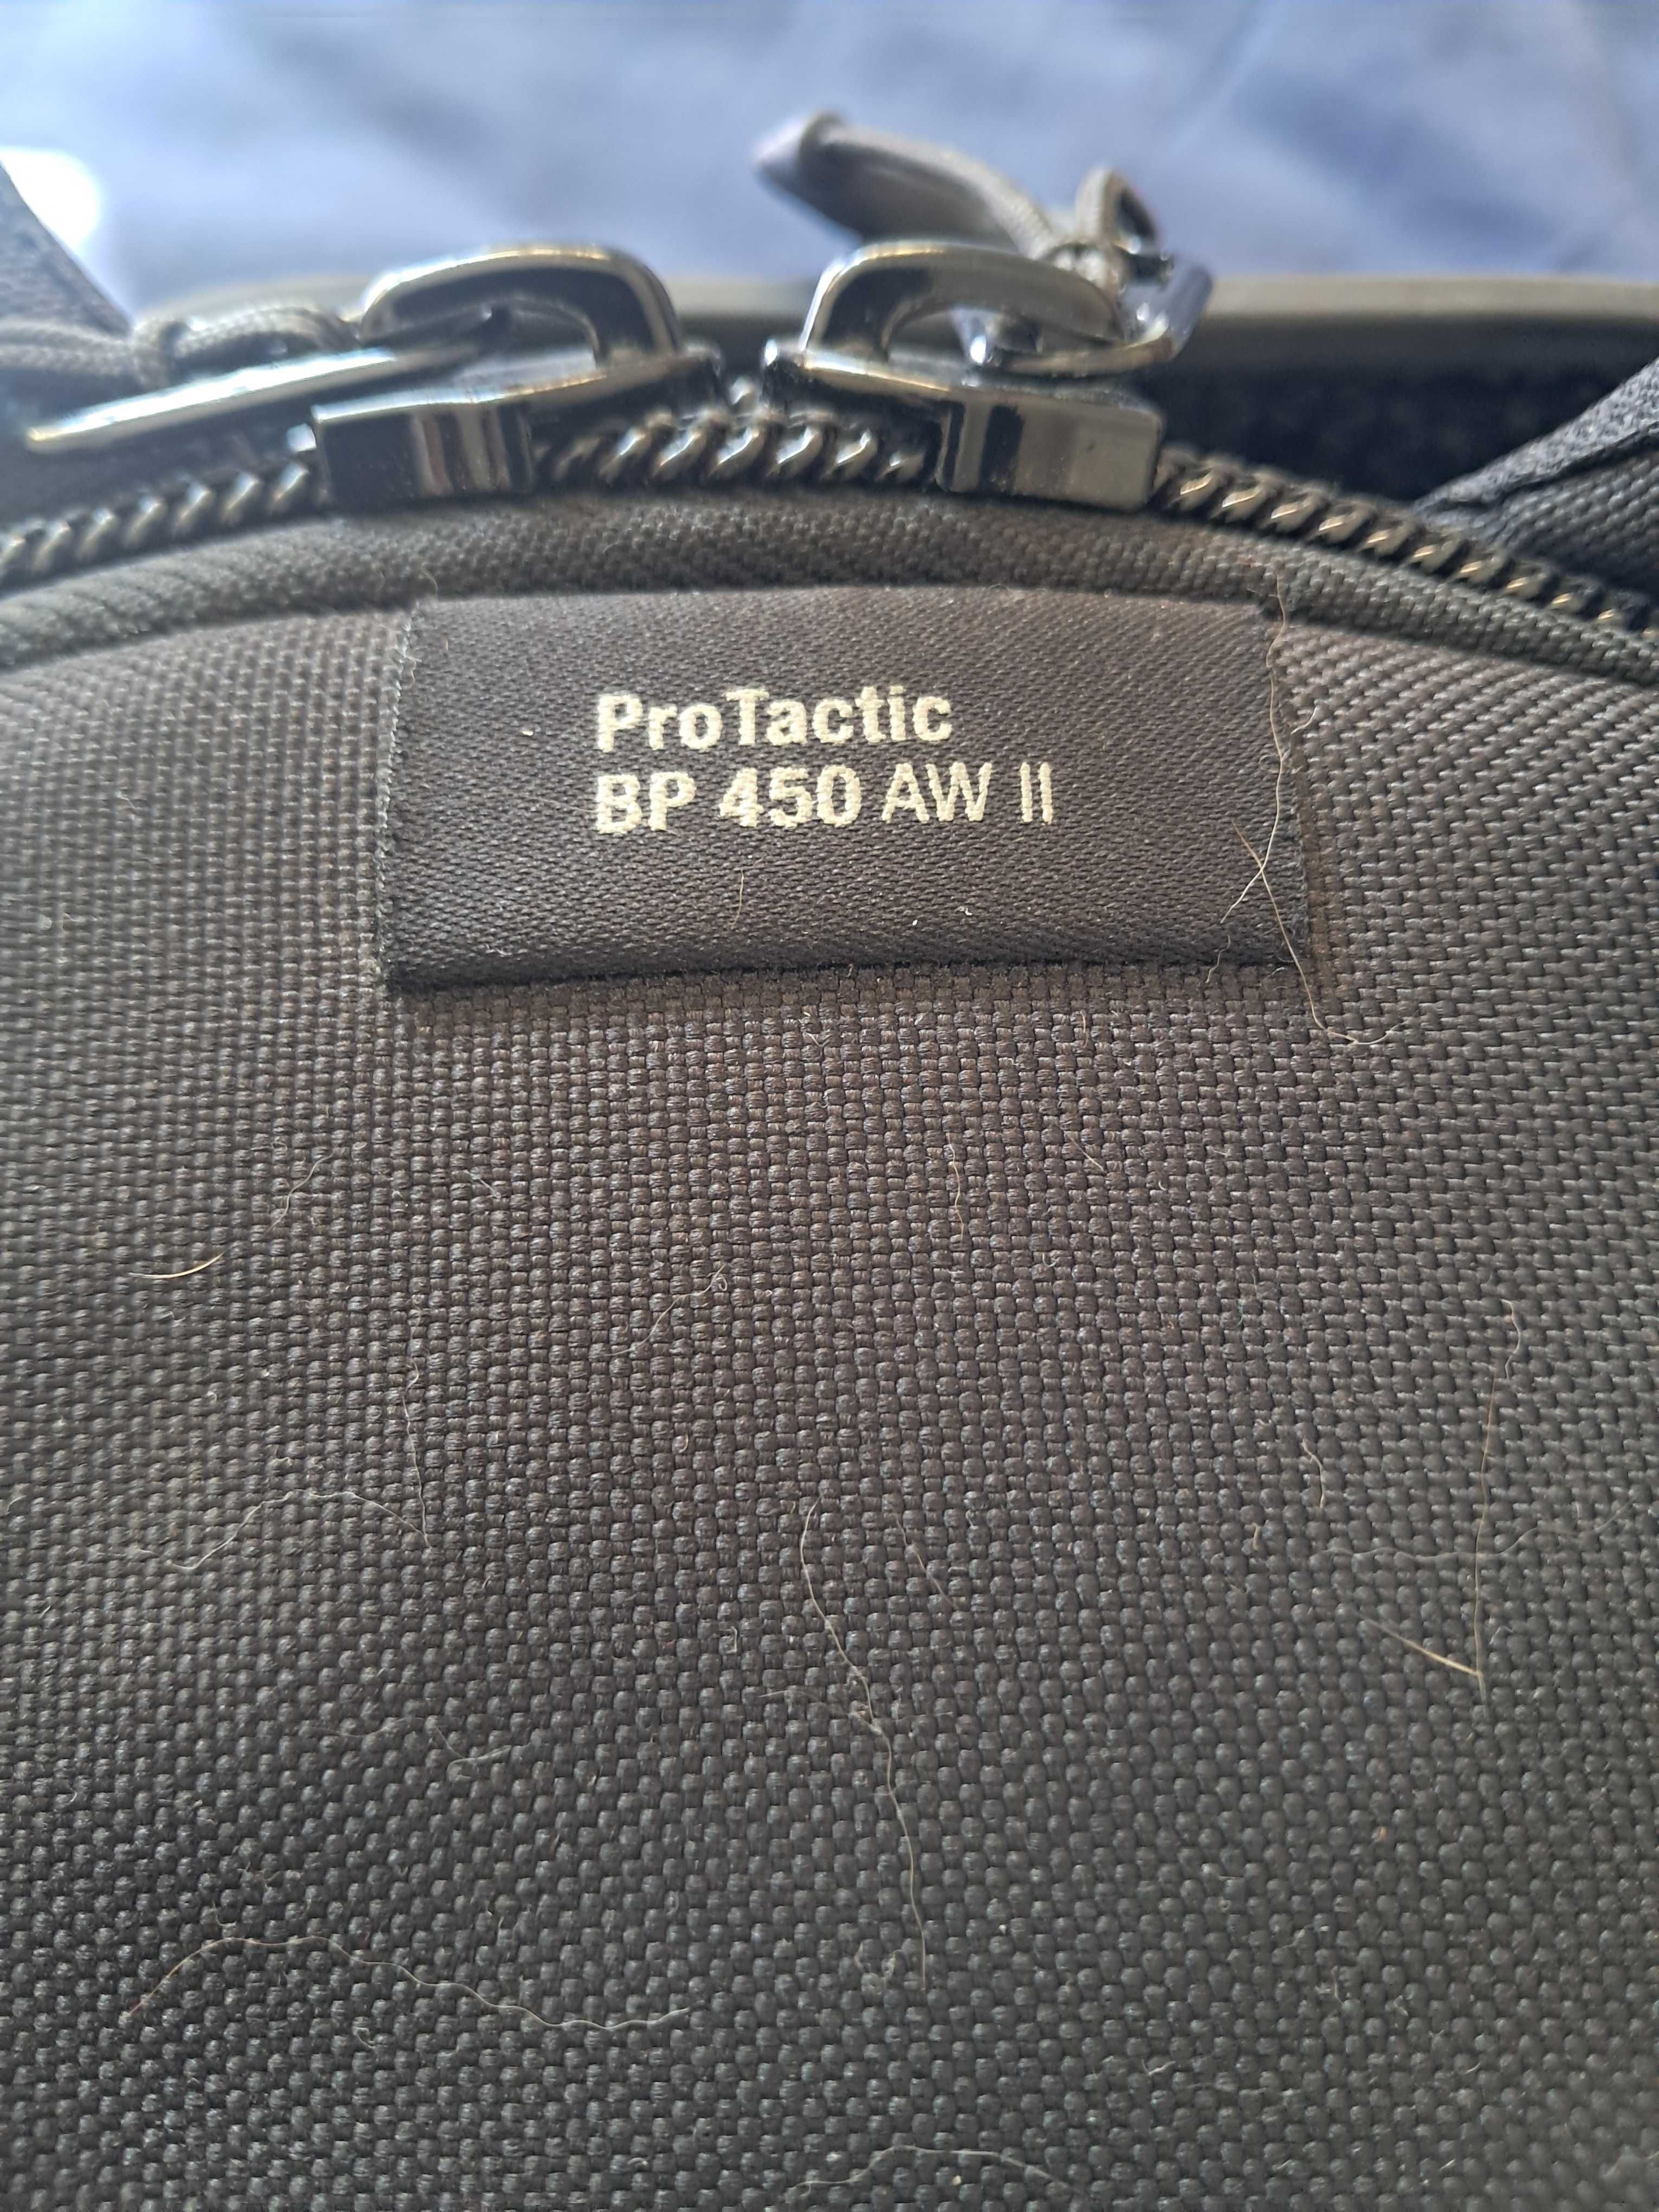 ProTactic
BP 450 AW II